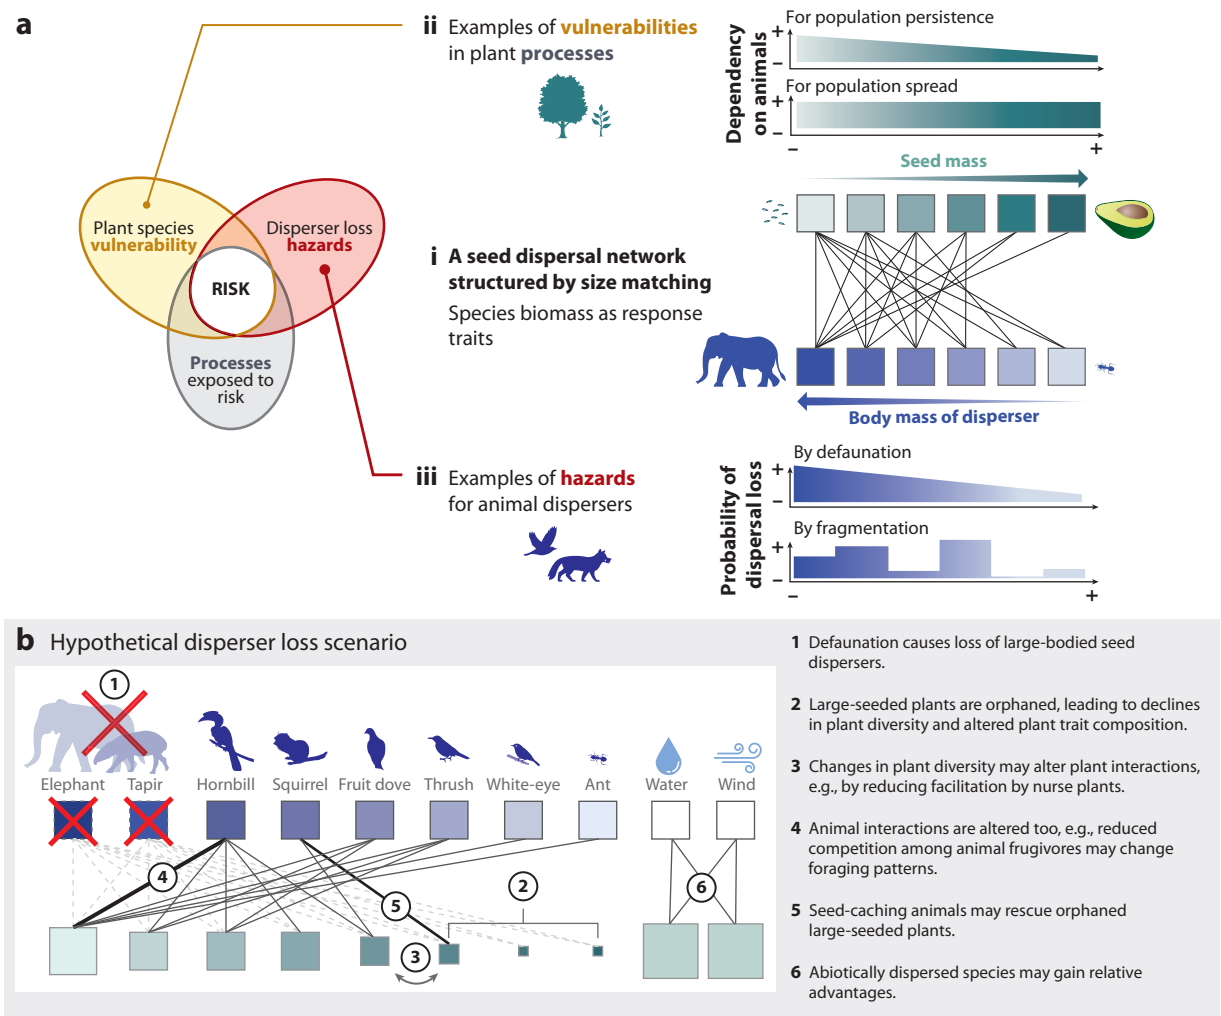 a
ii Examples of vulnerabilities
in plant processes
Dependency
on animals
For population persistence
+
–
For population spread
+
–
– +
Seed mass
Plant species
vulnerability
Disperser loss
hazards
RISK
Processes
exposed to
risk
i A seed dispersal network
structured by size matching
Species biomass as response
traits
Body mass of disperser
iii Examples of hazards
for animal dispersers
Probability of
dispersal loss
By defaunation
+
–
By fragmentation
+
–
– +
b Hypothetical disperser loss scenario
1
Elephant Tapir Hornbill Squirrel Fruit dove Thrush White-eye Ant Water Wind
4
5
2
6
3
1 Defaunation causes loss of large-bodied seed
dispersers.
2 Large-seeded plants are orphaned, leading to declines
in plant diversity and altered plant trait composition.
3 Changes in plant diversity may alter plant interactions,
e.g., by reducing facilitation by nurse plants.
4 Animal interactions are altered too, e.g., reduced
competition among animal frugivores may change
foraging patterns.
5 Seed-caching animals may rescue orphaned
large-seeded plants.
6 Abiotically dispersed species may gain relative
advantages.